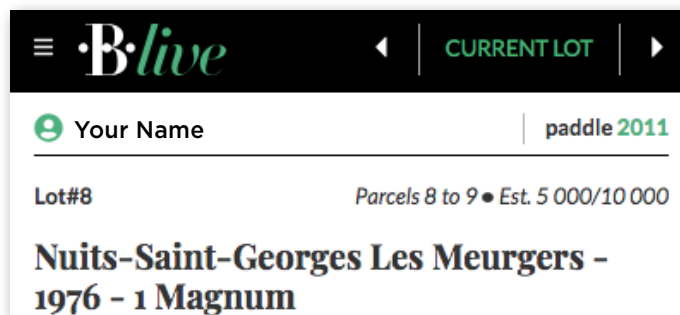 ·B·live
CURRENT LOT
Your Name
paddle 2011
Lot#8
Parcels 8 to 9 • Est. 5 000/10 000
Nuits-Saint-Georges Les Meurgers -
1976 - 1 Magnum